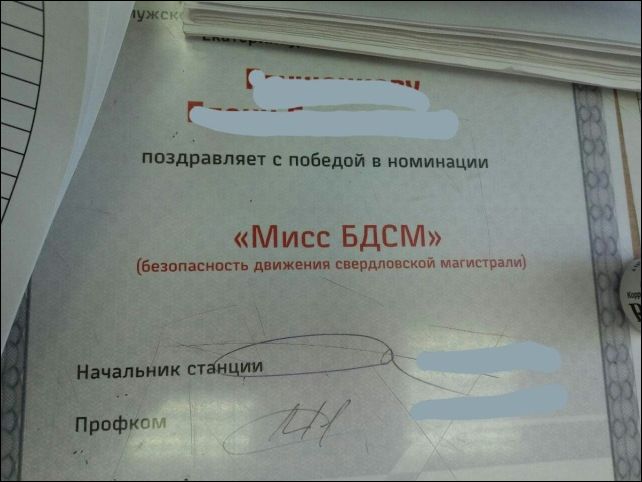 поздравляет с победой в номинации
«Мисс БДСМ»
(безопасность движения свердловской магистрали)
Начальник станции
Профком